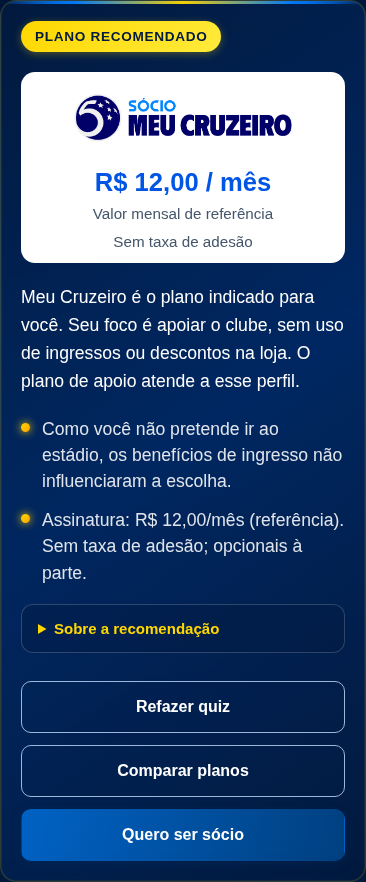 PLANO RECOMENDADO
5
SÓCIO
MEU CRUZEIRO
R$ 12,00 / mês
Valor mensal de referência
Sem taxa de adesão
Meu Cruzeiro é o plano indicado para
você. Seu foco é apoiar o clube, sem uso
de ingressos ou descontos na loja. O
plano de apoio atende a esse perfil.
Como você não pretende ir ao
estádio, os benefícios de ingresso não
influenciaram a escolha.
Assinatura: R$ 12,00/mês (referência).
Sem taxa de adesão; opcionais à
parte.
Sobre a recomendação
Refazer quiz
Comparar planos
Quero ser sócio